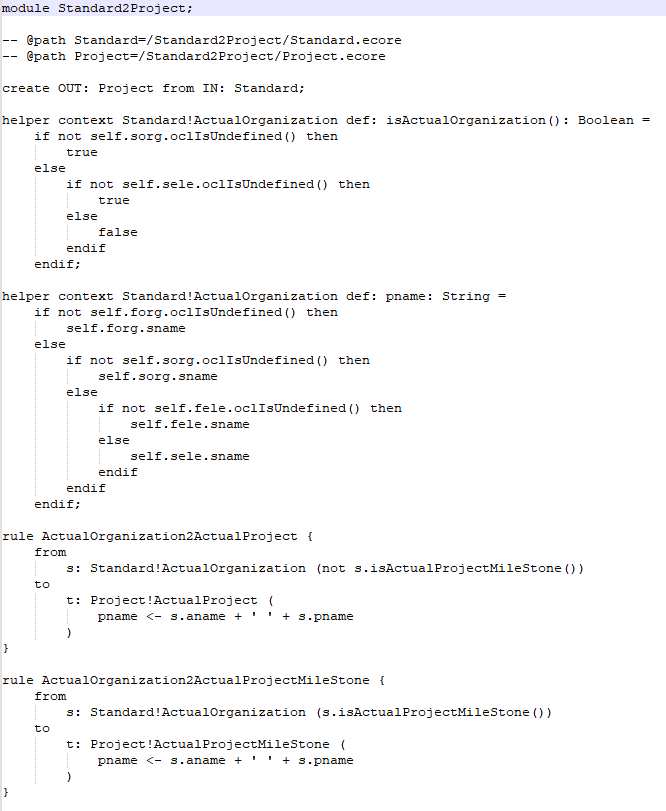 module Standard2Project;
-- @path Standard=/Standard2Project/Standard.ecore
-- @path Project=/Standard2Project/Project.ecore
create OUT: Project from IN: Standard;
helper context Standard!ActualOrganization def: isActualOrganization(): Boolean =
if not self.sorg.oclIsUndefined() then
true
else
if not self.sele.oclIsUndefined() then
true
else
false
endif
endif;
helper context Standard!ActualOrganization def: pname: String =
if not self.forg.oclIsUndefined() then
self.forg.sname
else
if not self.sorg.oclIsUndefined() then
self.sorg.sname
else
if not self.fele.oclIsUndefined() then
self.fele.sname
else
self.sele.sname
endif
endif
endif;
rule ActualOrganization2ActualProject {
from
s: Standard!ActualOrganization (not s.isActualProjectMileStone())
to
t: Project!ActualProject (
pname <- s.aname + ' ' + s.pname
)
}
rule ActualOrganization2ActualProjectMileStone {
from
s: Standard!ActualOrganization (s.isActualProjectMileStone())
to
t: Project!ActualProjectMileStone (
pname <- s.aname + ' ' + s.pname
)
}